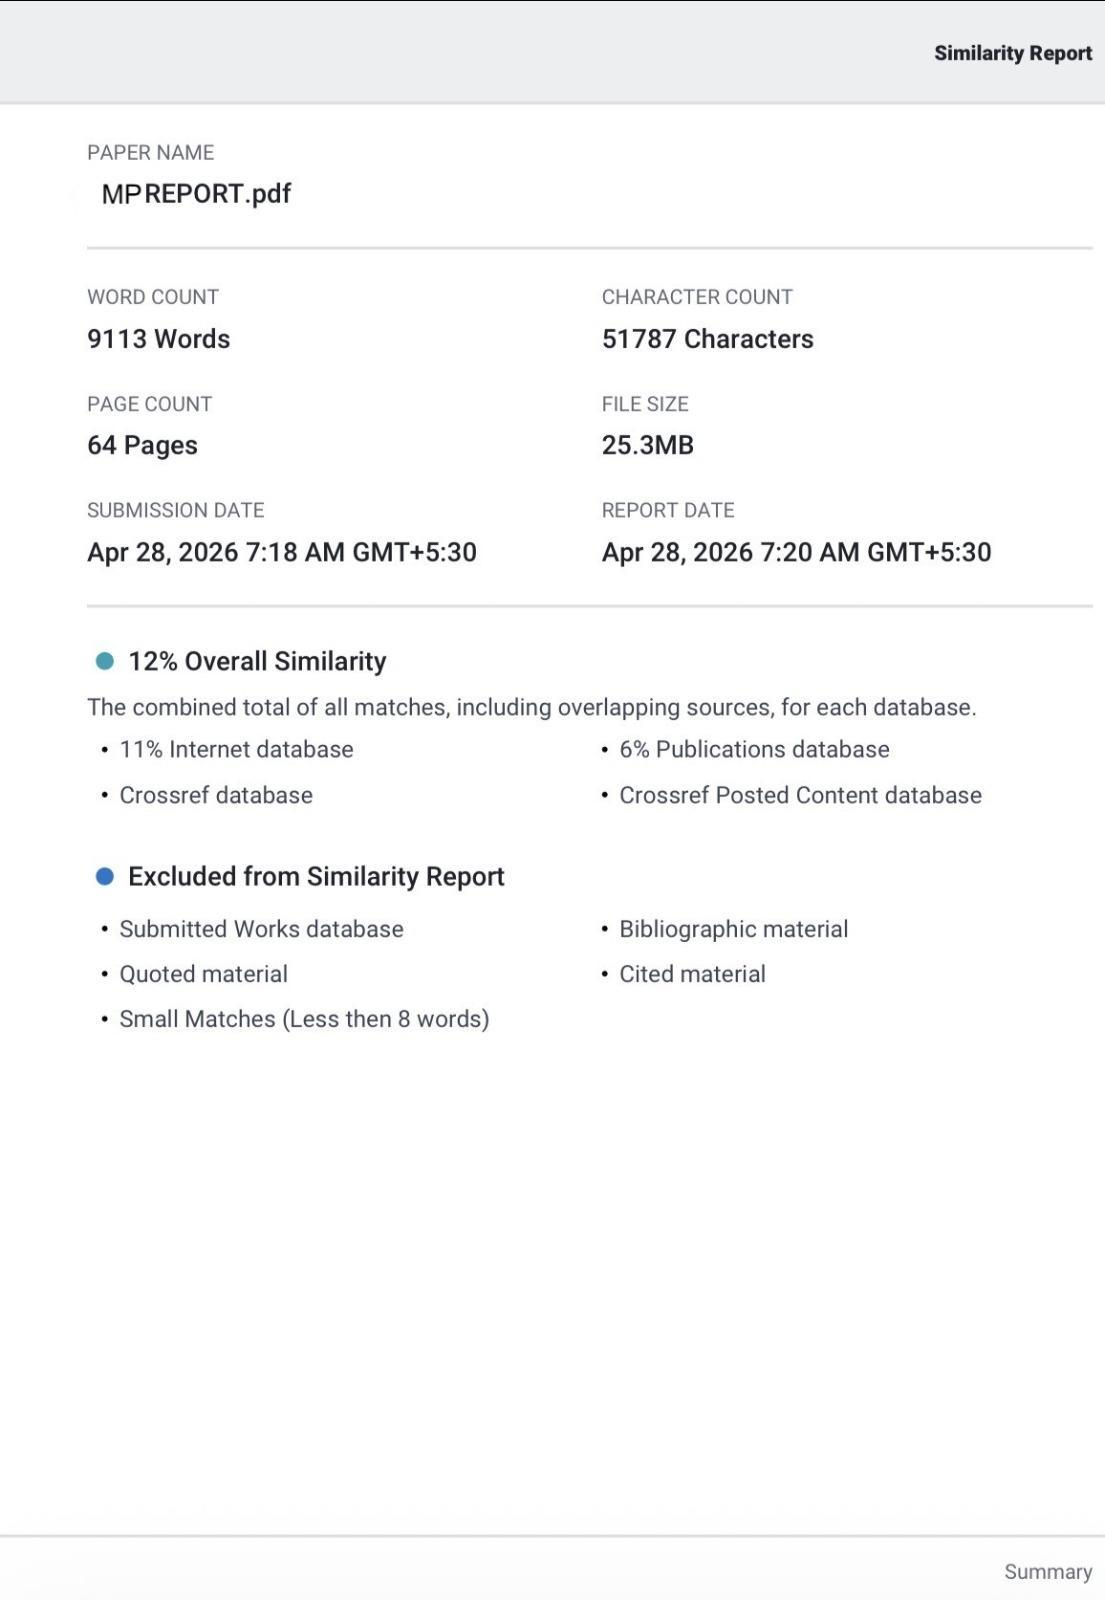 Similarity Report
PAPER NAME
MPREPORT.pdf
WORD COUNT
9113 Words
CHARACTER COUNT
51787 Characters
PAGE COUNT
64 Pages
FILE SIZE
25.3MB
SUBMISSION DATE
Apr 28, 2026 7:18 AM GMT+5:30
REPORT DATE
Apr 28, 2026 7:20 AM GMT+5:30
12% Overall Similarity
The combined total of all matches, including overlapping sources, for each database.
• 11% Internet database
• 6% Publications database
• Crossref database
• Crossref Posted Content database
Excluded from Similarity Report
• Submitted Works database
• Bibliographic material
• Quoted material
• Cited material
• Small Matches (Less then 8 words)
Summary